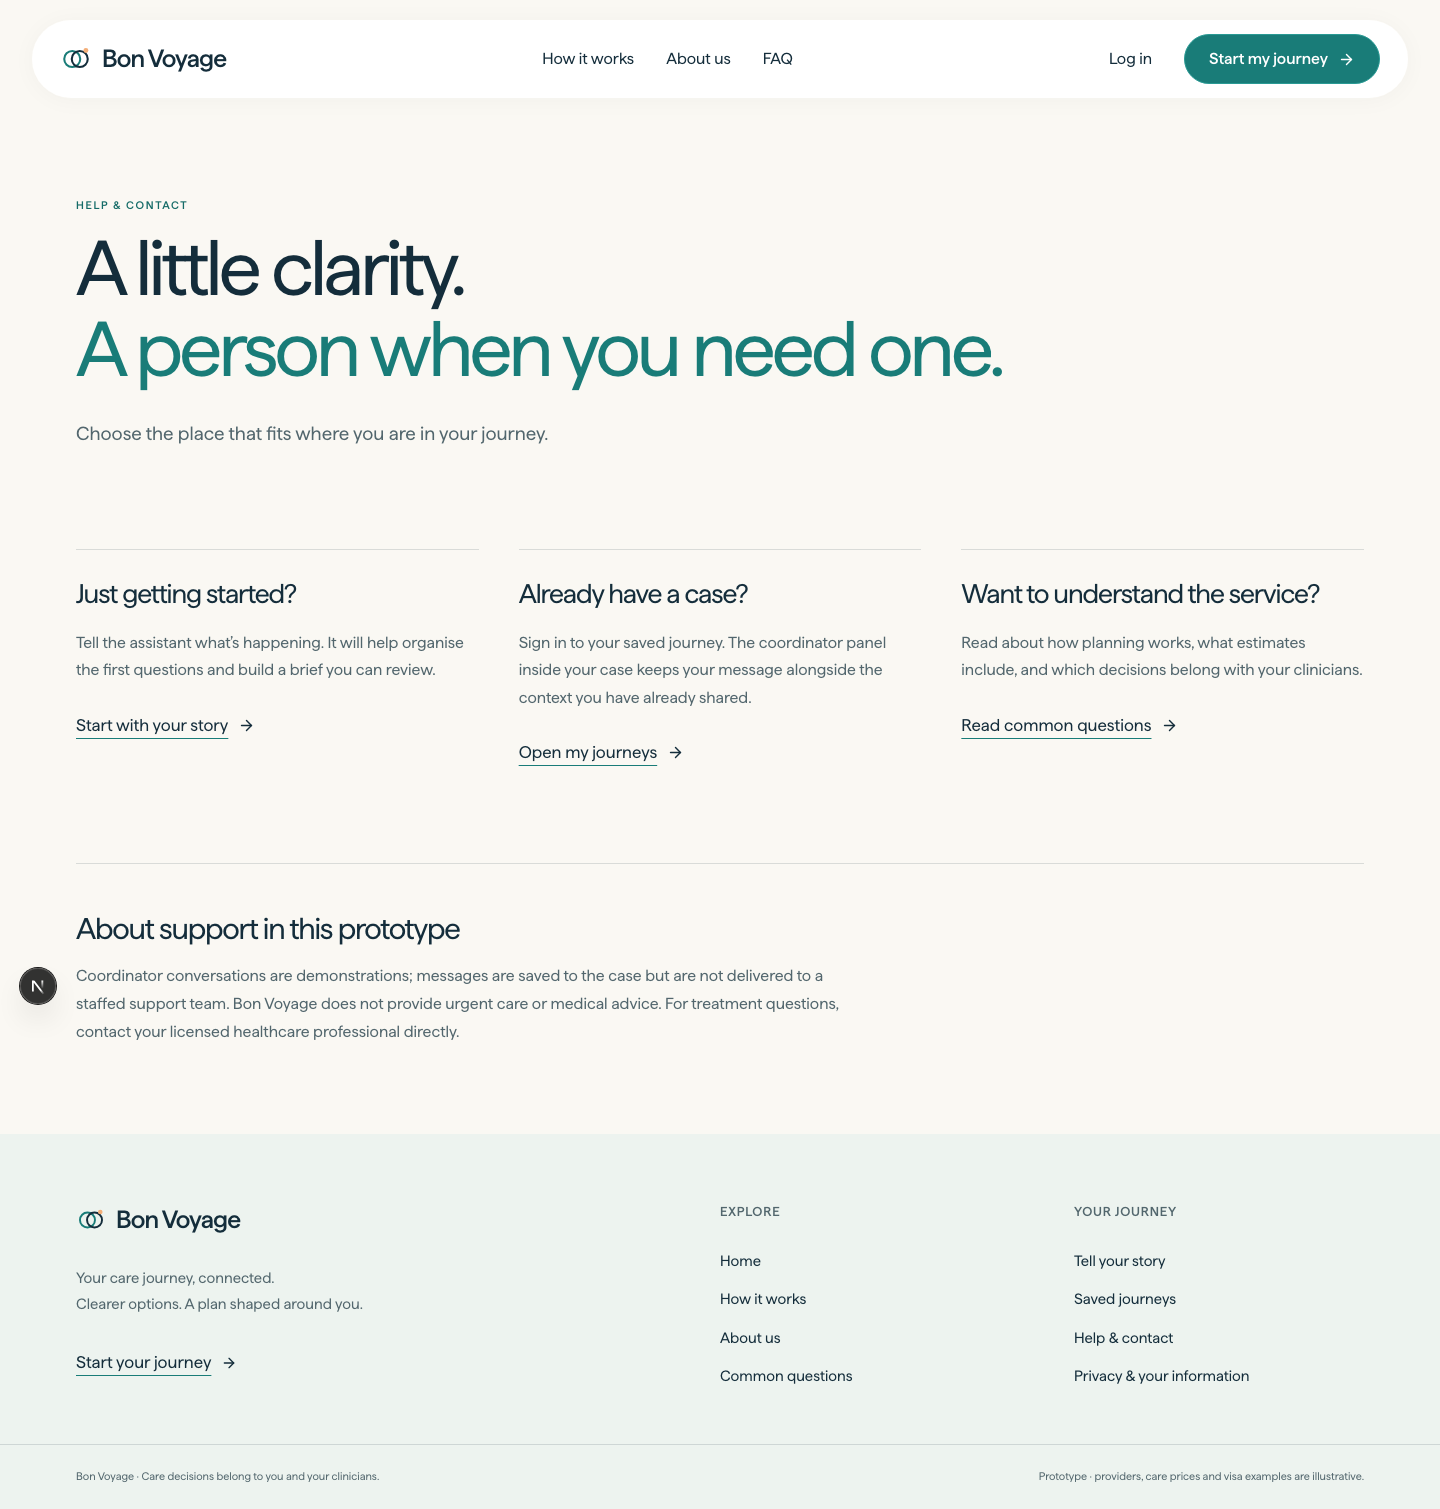 Bon Voyage
How it works
About us
FAQ
Log in
Start my journey
HELP & CONTACT
A little clarity.
A person when you need one.
Choose the place that fits where you are in your journey.
Just getting started?
Tell the assistant what's happening. It will help organise
the first questions and build a brief you can review.
Start with your story
Already have a case?
Sign in to your saved journey. The coordinator panel
inside your case keeps your message alongside the
context you have already shared.
Open my journeys
Want to understand the service?
Read about how planning works, what estimates
include, and which decisions belong with your clinicians.
Read common questions
About support in this prototype
Coordinator conversations are demonstrations; messages are saved to the case but are not delivered to a
staffed support team. Bon Voyage does not provide urgent care or medical advice. For treatment questions,
contact your licensed healthcare professional directly.
N
Bon Voyage
Your care journey, connected.
Clearer options. A plan shaped around you.
Start your journey
EXPLORE
Home
How it works
About us
Common questions
YOUR JOURNEY
Tell your story
Saved journeys
Help & contact
Privacy & your information
Bon Voyage · Care decisions belong to you and your clinicians.
Prototype · providers, care prices and visa examples are illustrative.